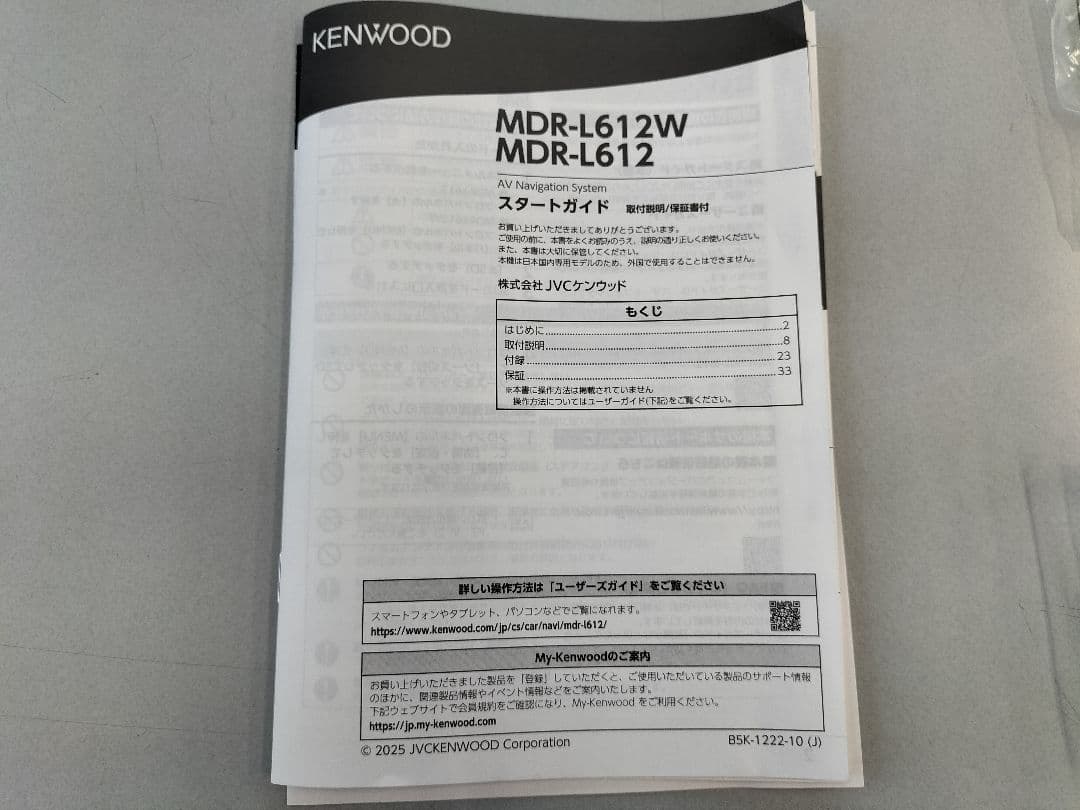 KENWOOD
MDR-L612W
MDR-L612
AV Navigation System
スタートガイド 取付説明/保証書付
お買い上げいただきましてありがとうございます。
ご使用の前に、本書をよくお読みのうえ、説明の通り正しくお使いください。
また、本書は大切に保管してください。
本機は日本国内専用モデルのため、外国で使用することはできません。
株式会社 JVCケンウッド
もくじ
はじめに 2
取付説明 8
付録 23
保証 33
※本書に操作方法は掲載されていません
操作方法についてはユーザーガイド(下記)をご覧ください。
詳しい操作方法は「ユーザーズガイド」をご覧ください
スマートフォンやタブレット、パソコンなどでご覧になれます。
https://www.kenwood.com/jp/cs/car/navi/mdr-l612/
My-Kenwoodのご案内
お買い上げいただきました製品を「登録」していただくと、ご使用いただいている製品のサポート情報
のほかに、関連製品情報やイベント情報などをご案内いたします。
下記ウェブサイトで会員規約をご確認になり、My-Kenwood をご利用ください。
https://jp.my-kenwood.com
© 2025 JVCKENWOOD Corporation
B5K-1222-10 (J)